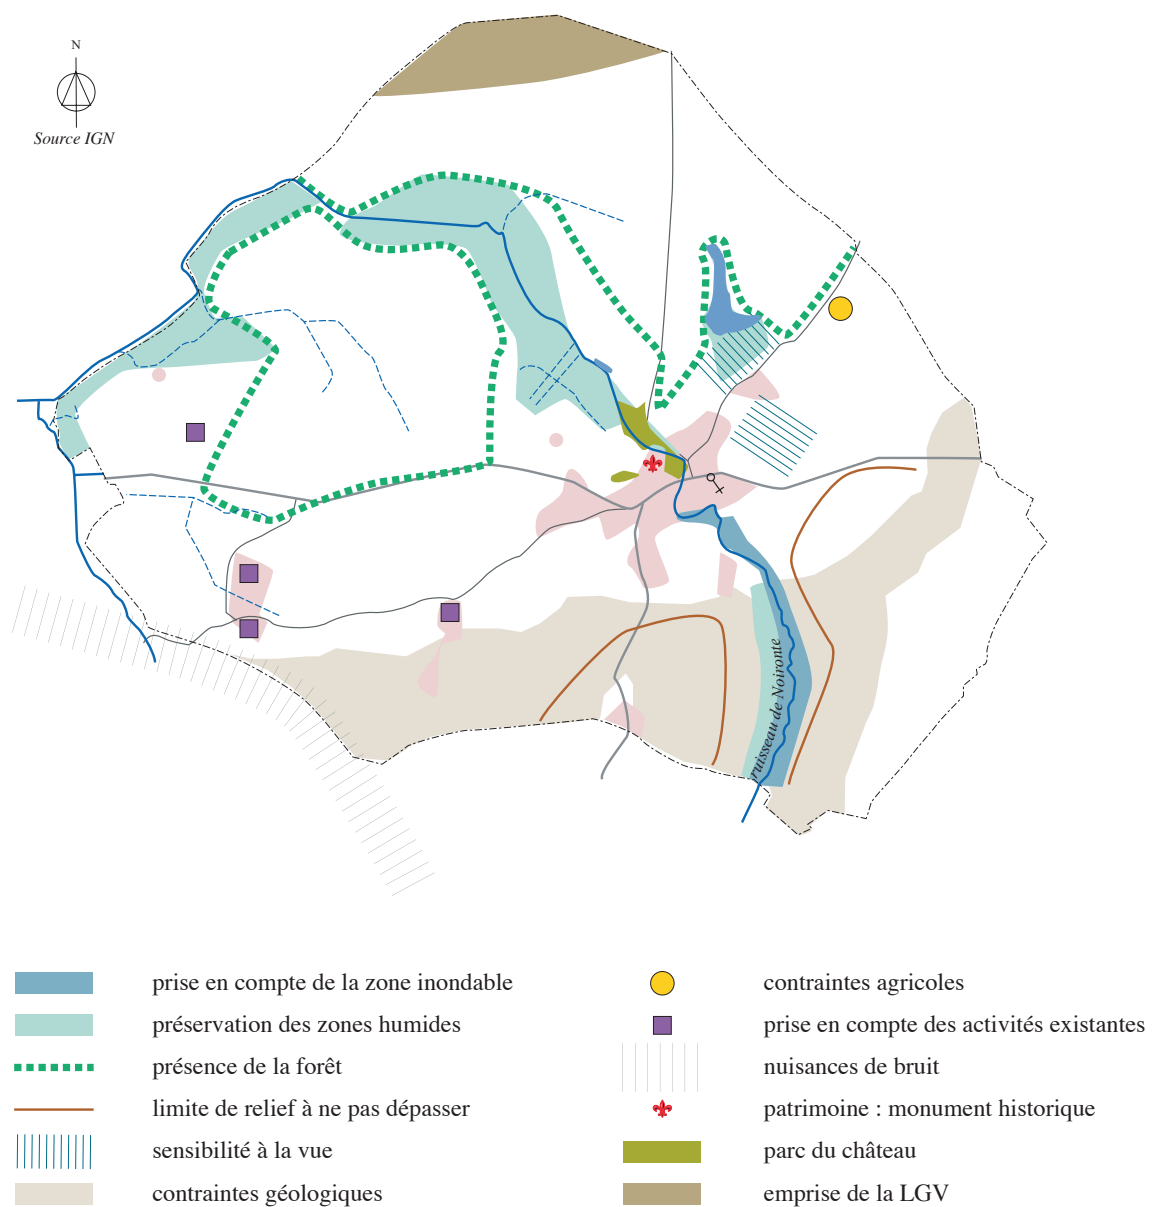 N
Source IGN
ruisseau de Noironte
prise en compte de la zone inondable
préservation des zones humides
présence de la forêt
limite de relief à ne pas dépasser
sensibilité à la vue
contraintes géologiques
contraintes agricoles
prise en compte des activités existantes
nuisances de bruit
patrimoine : monument historique
parc du château
emprise de la LGV